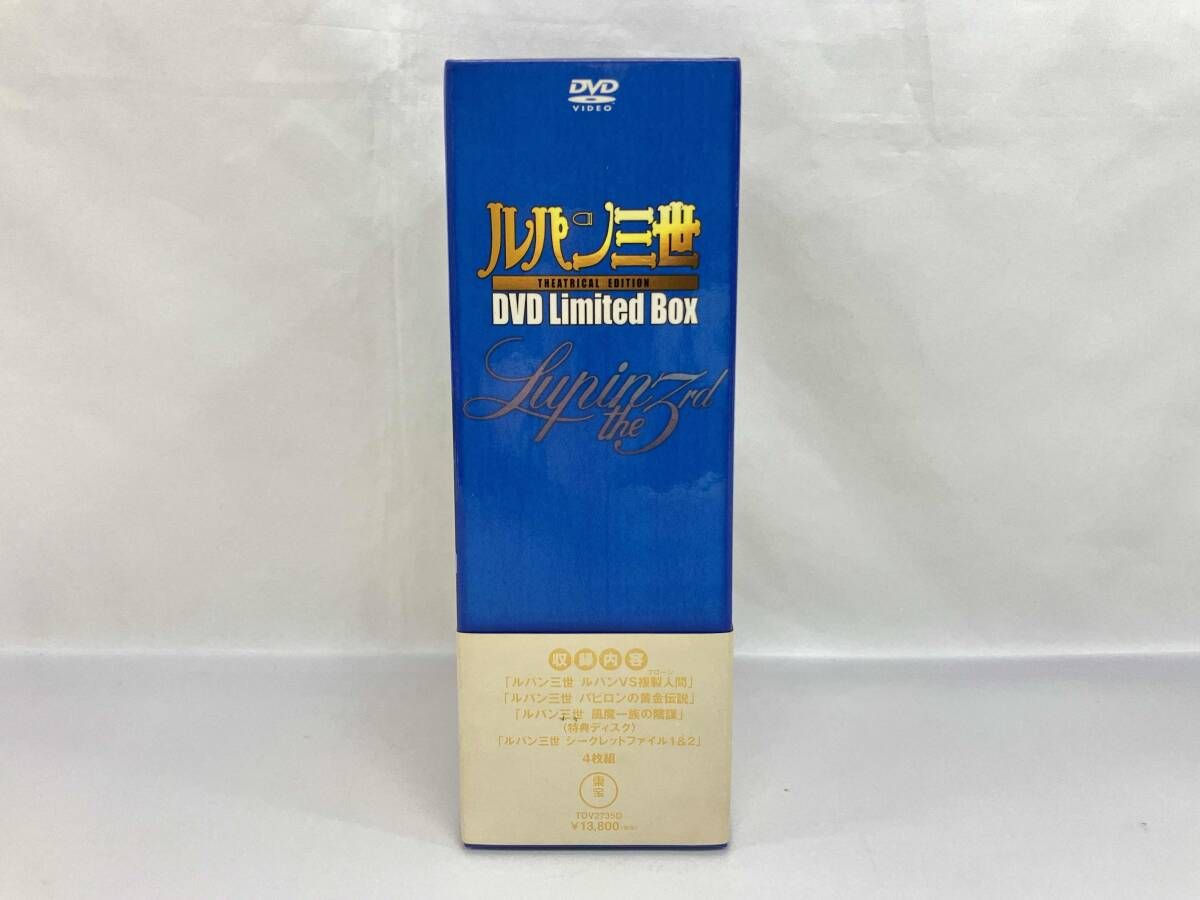 DVD
VIDEO
ルパン三世
THEATRICAL EDITION
DVD Limited Box
Lupin the 3rd
収録内容
クローン
「ルパン三世 ルパンVS複製人間」
「ルパン三世 バビロンの黄金伝説」
「ルパン三世 風魔一族の陰謀」
(特典ディスク)
「ルパン三世 シークレットファイル1&2」
4枚組
東宝
TDV2735D
¥13,800